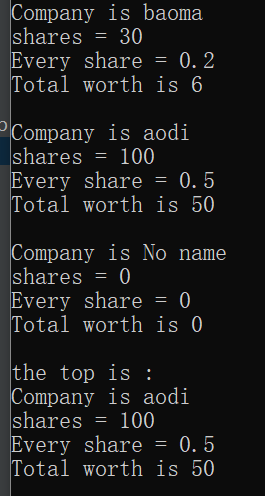 Company is baoma
shares = 30
Every share = 0.2
Total worth is 6
Company is aodi
shares = 100
Every share = 0.5
Total worth is 50
Company is No name
shares = 0
Every share = 0
Total worth is 0
the top is :
Company is aodi
shares = 100
Every share = 0.5
Total worth is 50